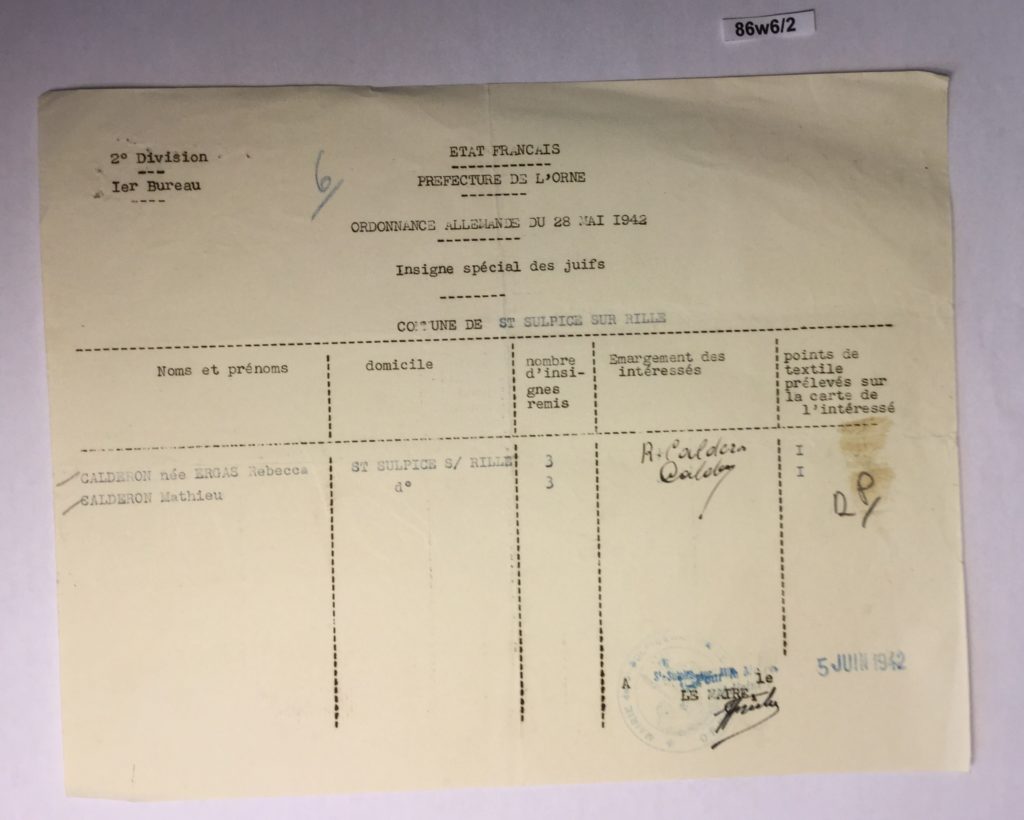 86w6/2
2° Division
Ier Bureau
6/
ETAT FRANCAIS
PREFECTURE DE L'ORNE
ORDONNANCE ALLEMANDE DU 28 MAI 1942
Insigne spécial des juifs
COMMUNE DE ST SULPICE SUR RILLE
Noms et prénoms
domicile
nombre
d'insi-
gnes
remis
Emargement des
intéressés
points de
textile
prélevés sur
la carte de
l'intéressé
CALDERON née ERGAS Rebecca ST SULPICE S/ RILLE 3 R. Calderon I
CALDERON Mathieu d° 3 I
5 JUIN 1942
A le
LE MAIRE,
MAIRIE